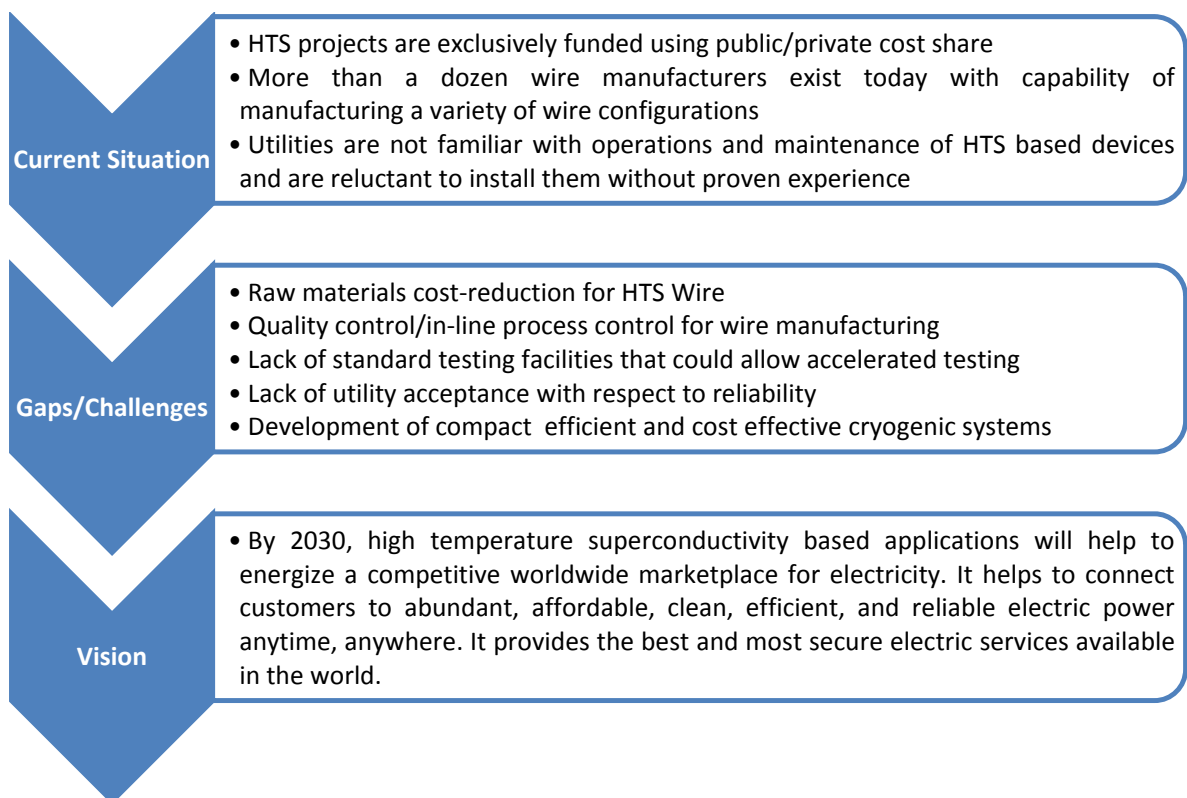 Current Situation
• HTS projects are exclusively funded using public/private cost share
• More than a dozen wire manufacturers exist today with capability of
manufacturing a variety of wire configurations
• Utilities are not familiar with operations and maintenance of HTS based devices
and are reluctant to install them without proven experience
Gaps/Challenges
• Raw materials cost-reduction for HTS Wire
• Quality control/in-line process control for wire manufacturing
• Lack of standard testing facilities that could allow accelerated testing
• Lack of utility acceptance with respect to reliability
• Development of compact efficient and cost effective cryogenic systems
Vision
• By 2030, high temperature superconductivity based applications will help to
energize a competitive worldwide marketplace for electricity. It helps to connect
customers to abundant, affordable, clean, efficient, and reliable electric power
anytime, anywhere. It provides the best and most secure electric services available
in the world.